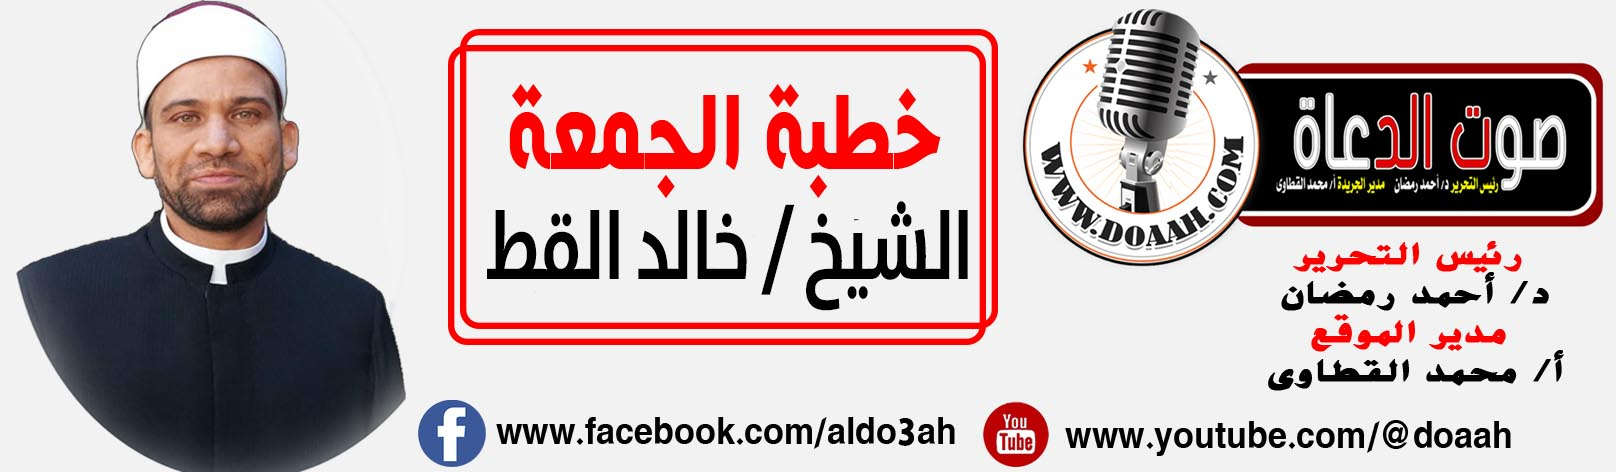 خطبة الجمعة
الشيخ / خالد القط
WWW.DOAAH.COM
صوت الدعاة
رئيس التحرير د/ أحمد رمضان مدير الجريدة أ/ محمد القطاوى
رئيس التحرير
د/ أحمد رمضان
مدير الموقع
أ/ محمد القطاوى
www.facebook.com/aldo3ah
You Tube
www.youtube.com/@doaah